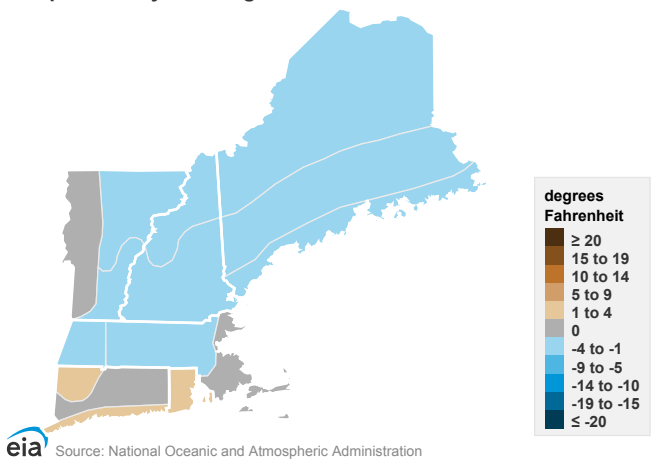 degrees
Fahrenheit
≥ 20
15 to 19
10 to 14
5 to 9
1 to 4
0
-4 to -1
-9 to -5
-14 to -10
-19 to -15
≤ -20
eia Source: National Oceanic and Atmospheric Administration